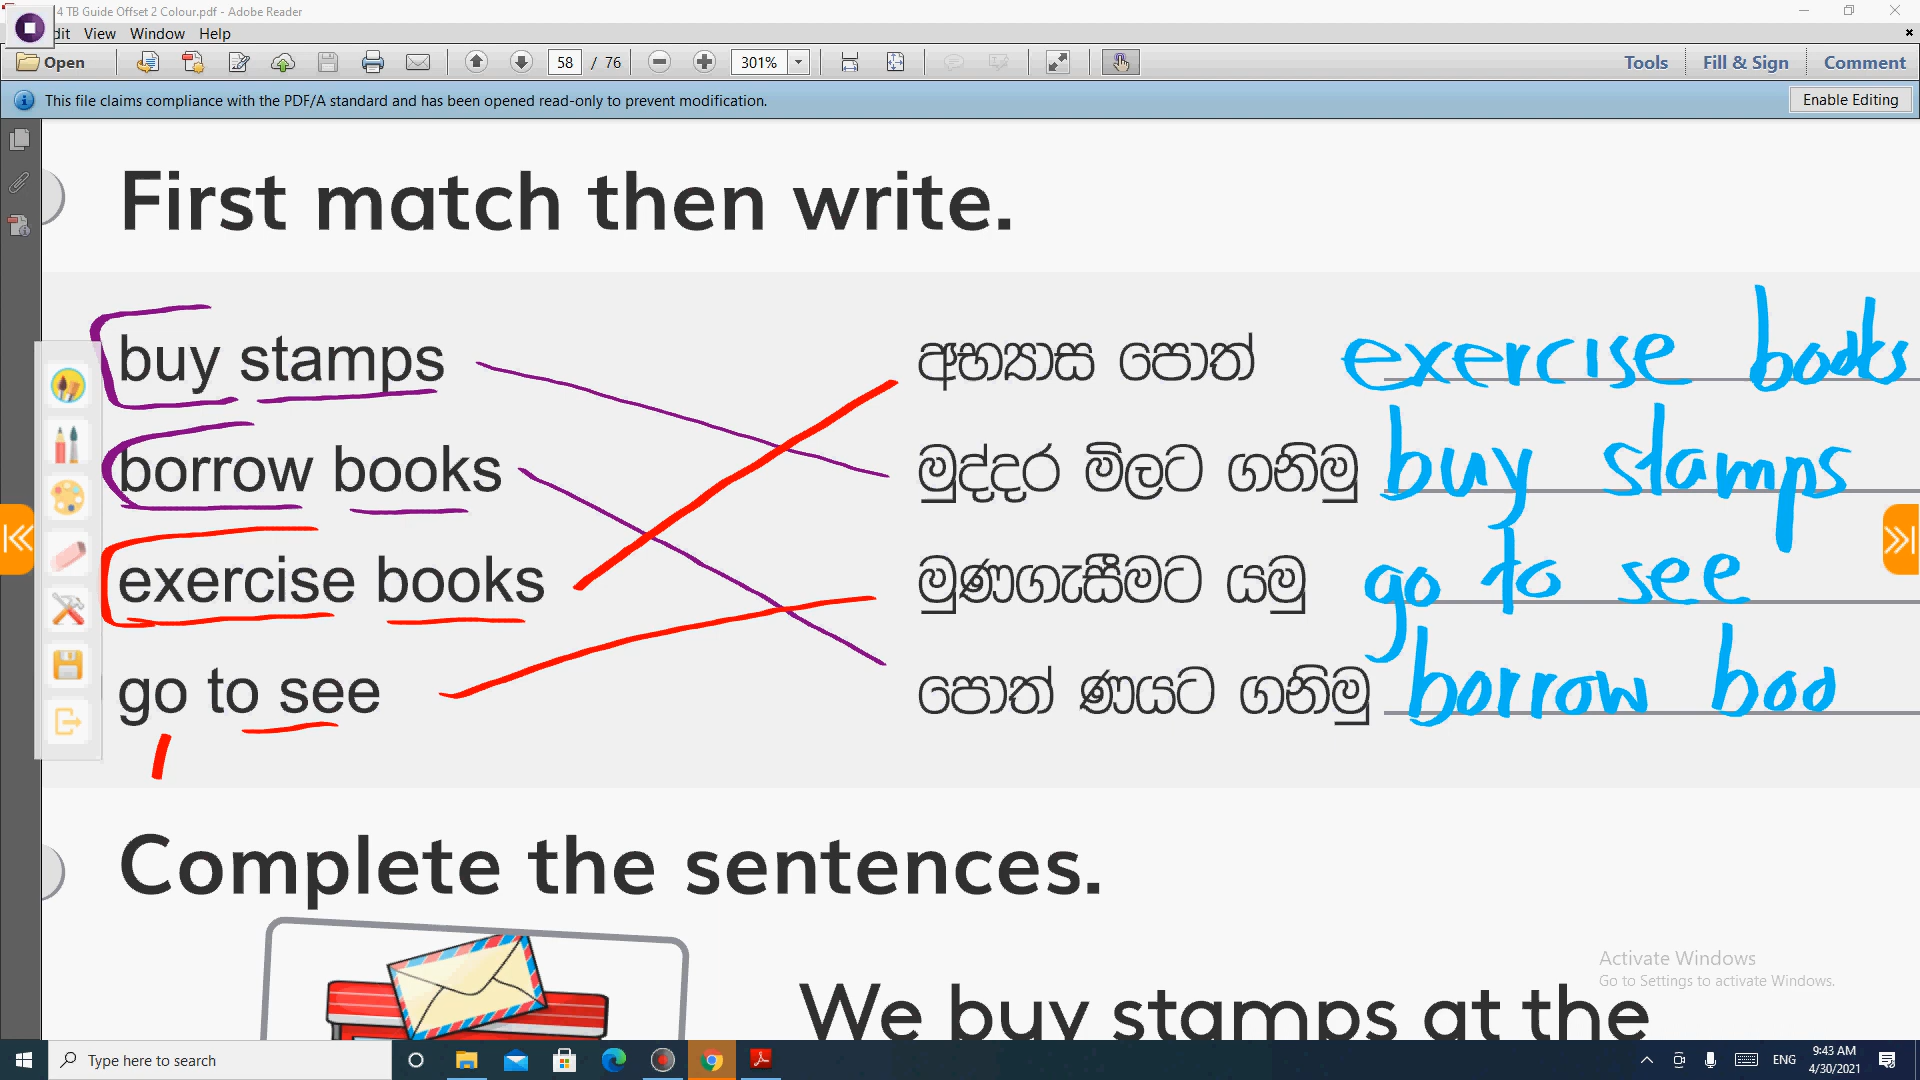 4 TB Guide Offset 2 Colour.pdf - Adobe Reader
dit View Window Help
Open 58 / 76 301% Tools Fill & Sign Comment
This file claims compliance with the PDF/A standard and has been opened read-only to prevent modification. Enable Editing
First match then write.
buy stamps අභ්‍යාස පොත් exercise books
borrow books මුද්දර මිලට ගනිමු buy stamps
exercise books මුණගැසීමට යමු go to see
go to see පොත් ණයට ගනිමු borrow boo
Complete the sentences.
Activate Windows
Go to Settings to activate Windows.
We buy stamps at the
Type here to search ENG 9:43 AM
4/30/2021